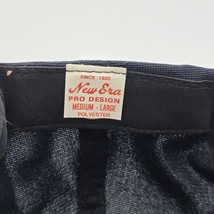 SINCE 1920
New Era
PRO DESIGN
MEDIUM - LARGE
POLYESTER